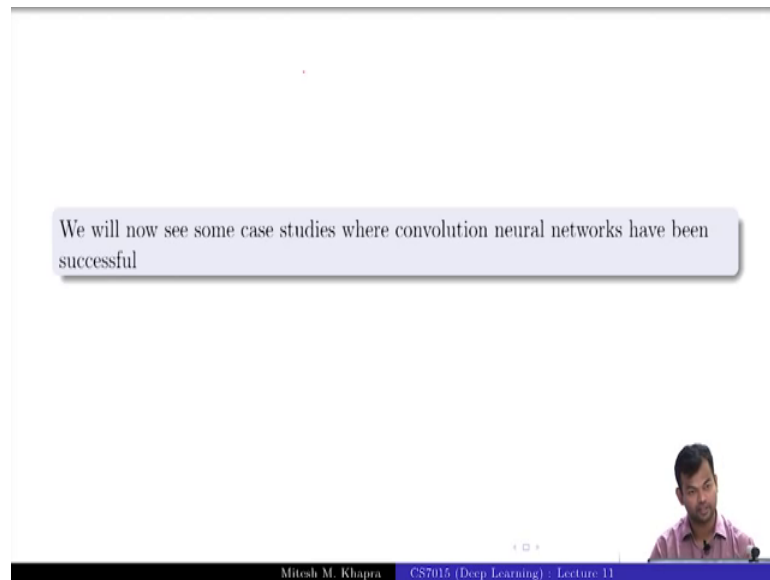 We will now see some case studies where convolution neural networks have been
successful
Mitesh M. Khapra CS7015 (Deep Learning) : Lecture 11